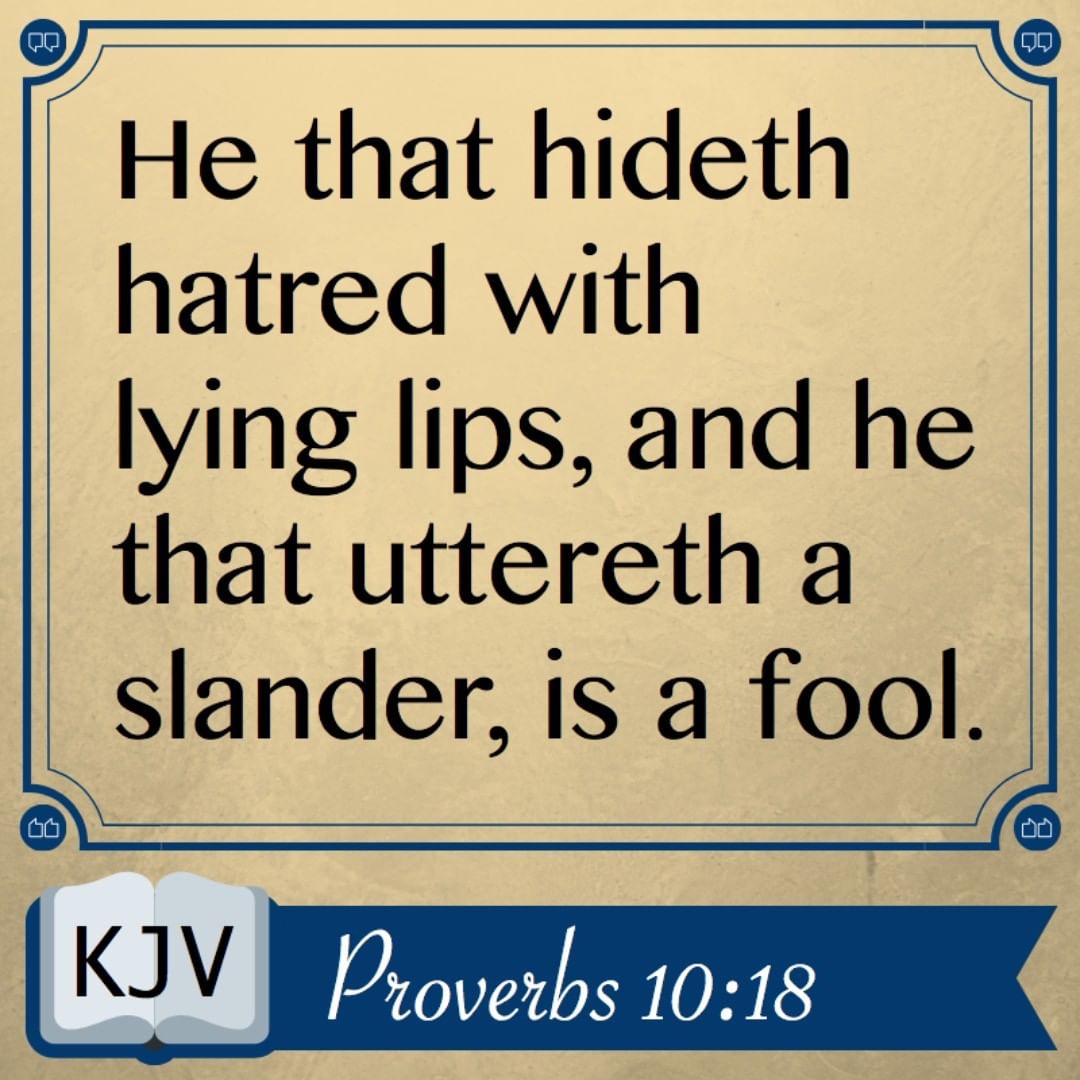 He that hideth
hatred with
lying lips, and he
that uttereth a
slander, is a fool.
KJV
Proverbs 10:18